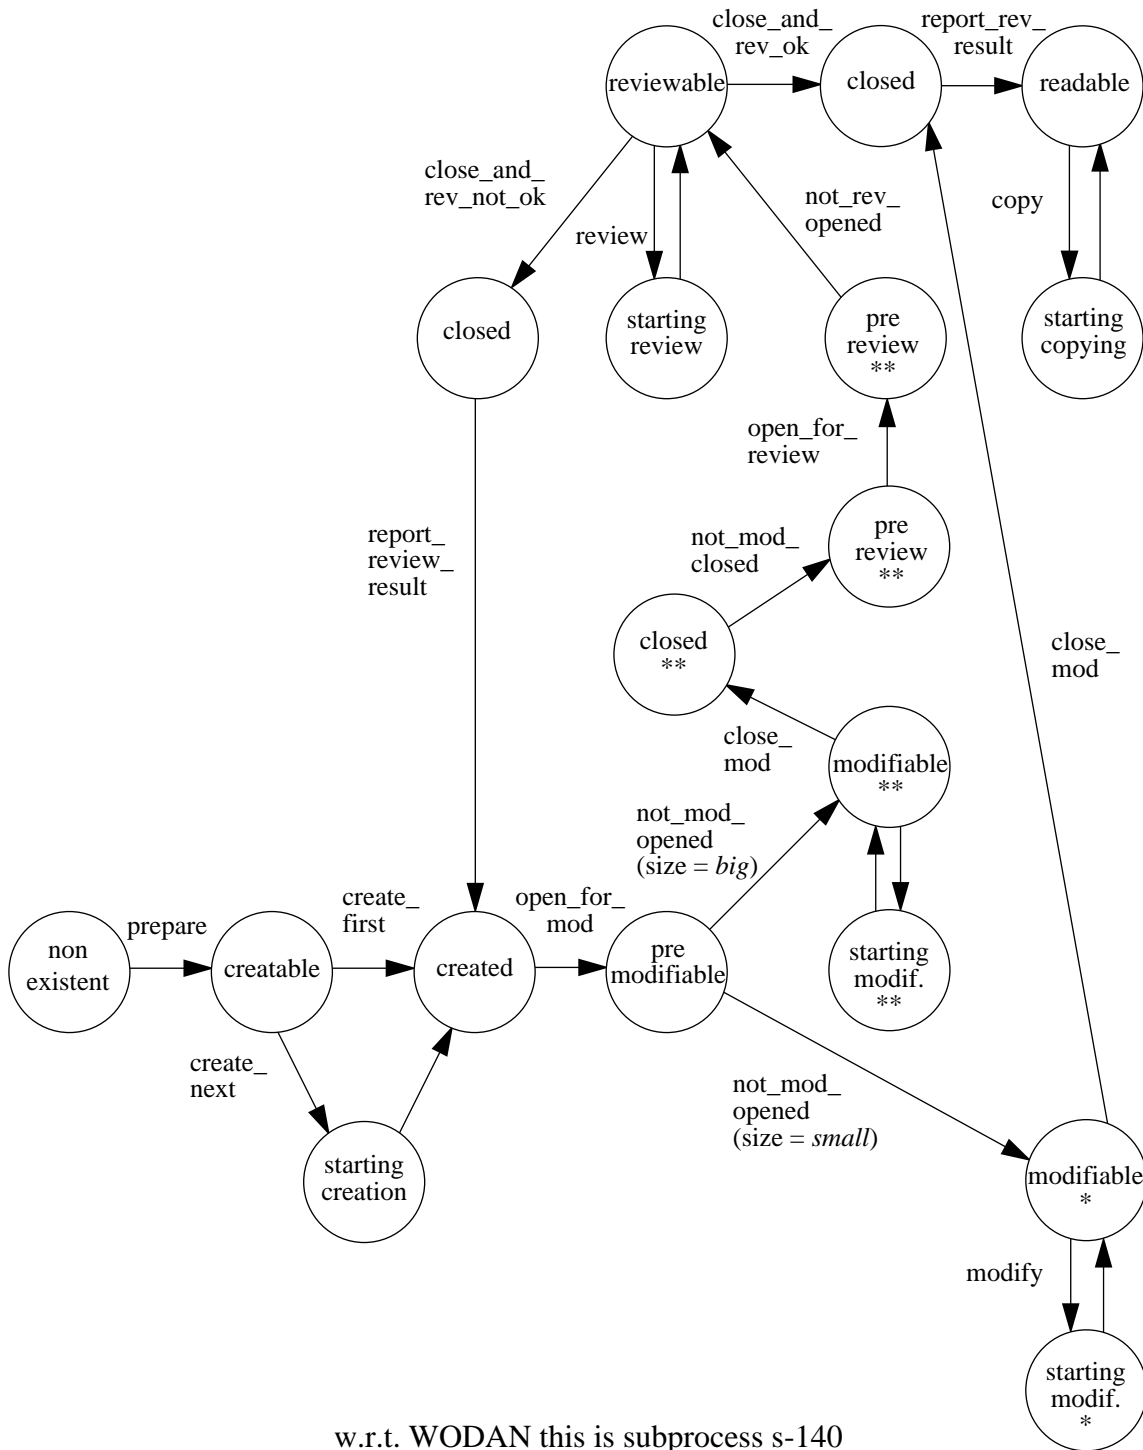 close_and_
rev_ok
report_rev_
result
reviewable
closed
readable
close_and_
rev_not_ok
review
not_rev_
opened
copy
closed
starting
review
pre
review
**
starting
copying
open_for_
review
report_
review_
result
not_mod_
closed
pre
review
**
closed
**
close_
mod
close_
mod
modifiable
**
not_mod_
opened
(size = big)
prepare
create_
first
open_for_
mod
non
existent
creatable
created
pre
modifiable
starting
modif.
**
create_
next
not_mod_
opened
(size = small)
starting
creation
modifiable
*
modify
starting
modif.
*
w.r.t. WODAN this is subprocess s-140